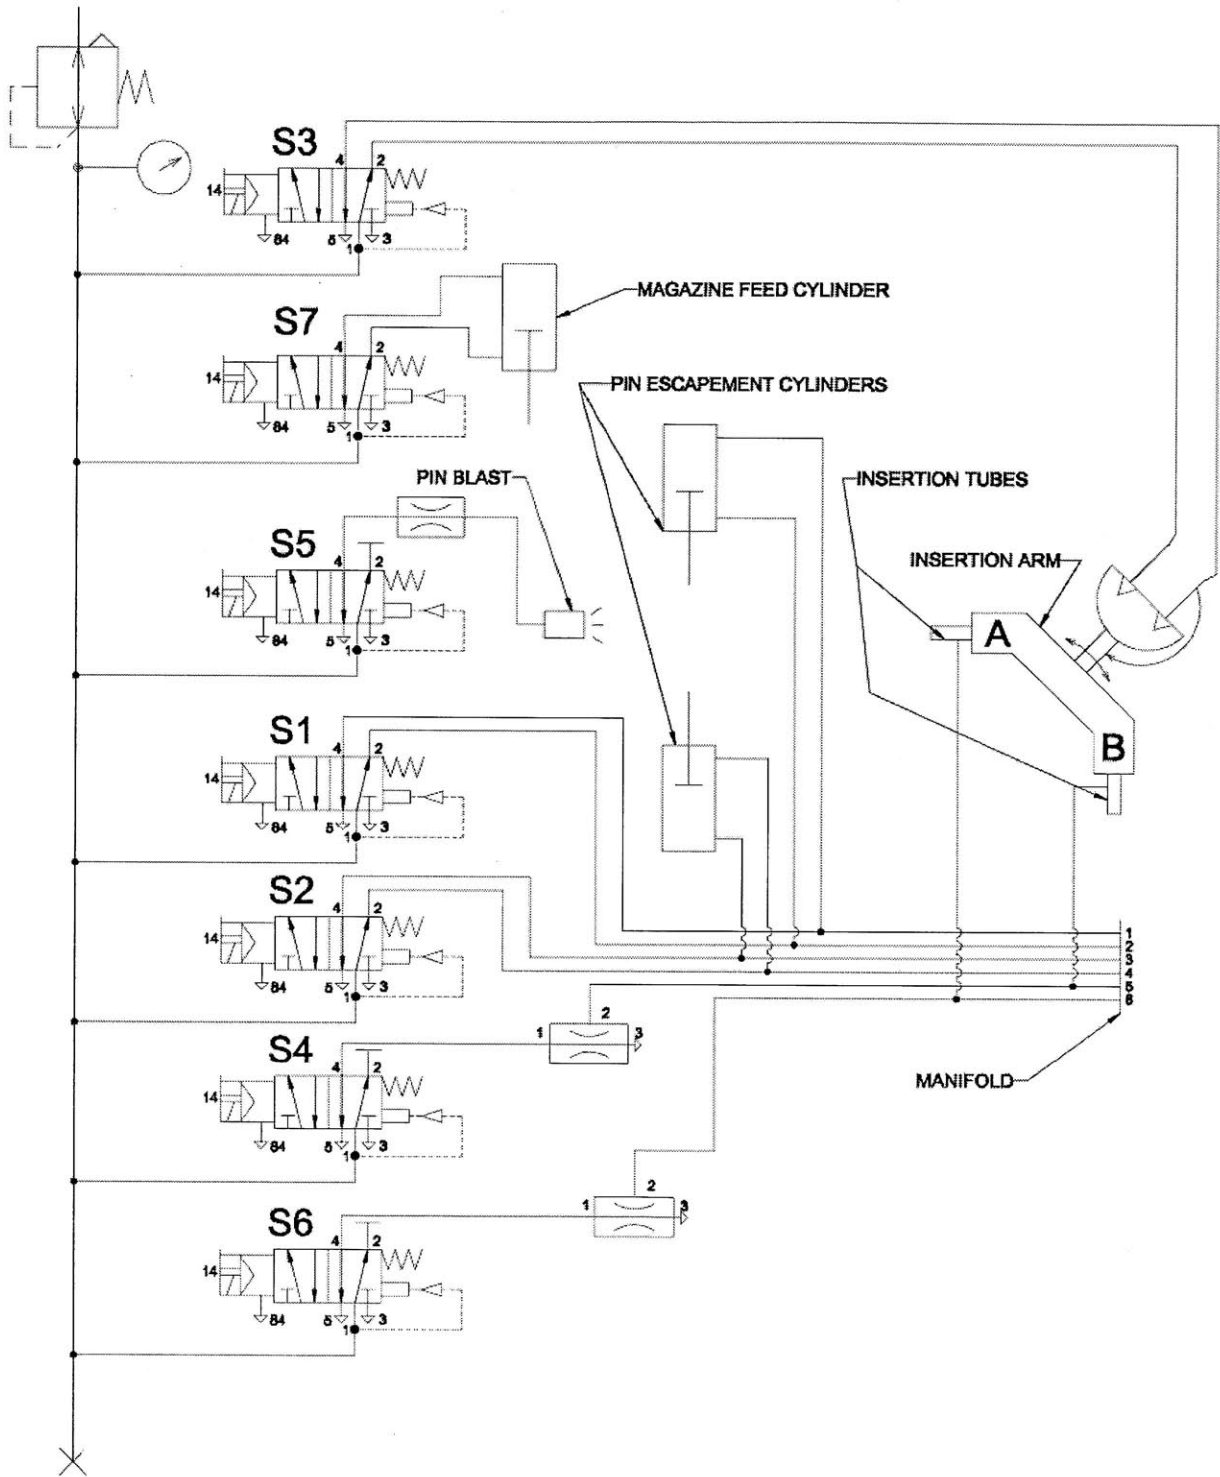 S3
4 2
14
84 5 1 3
MAGAZINE FEED CYLINDER
S7
4 2
14
84 5 1 3
PIN ESCAPEMENT CYLINDERS
PIN BLAST
INSERTION TUBES
S5
4 2
14
84 5 1 3
INSERTION ARM
A
B
S1
4 2
14
84 5 1 3
S2
4 2
14
84 5 1 3
1
2
3
4
5
6
MANIFOLD
S4
4 2
14
84 5 1 3
1 2 3
S6
4 2
14
84 5 1 3
1 2 3